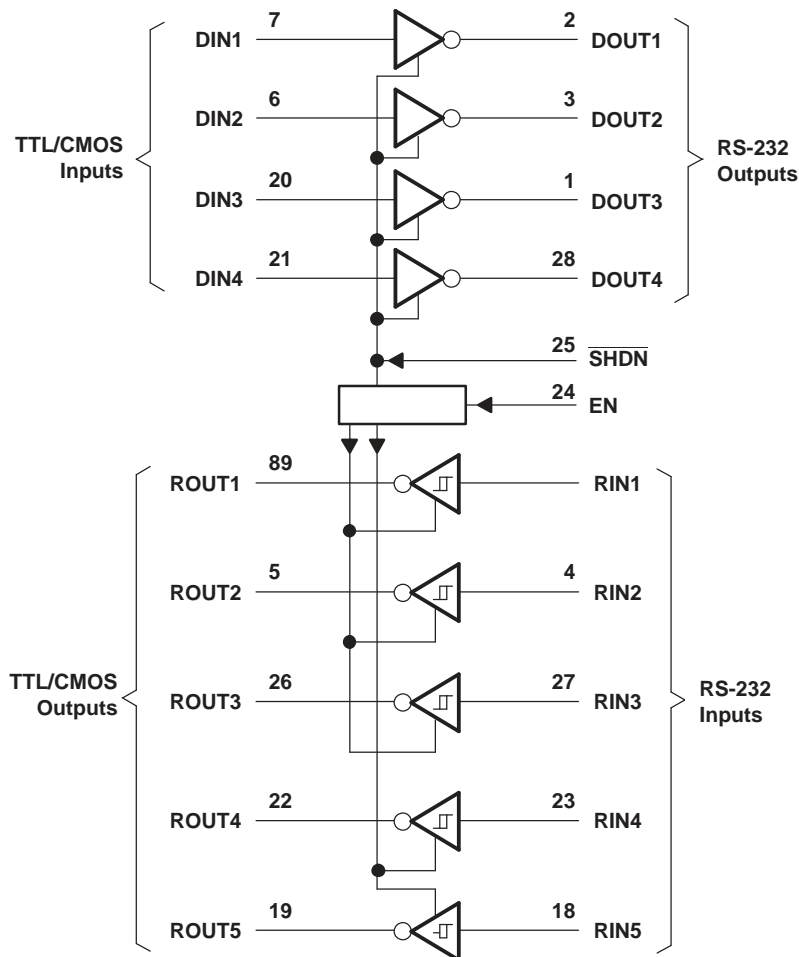 DIN1 7 2 DOUT1
DIN2 6 3 DOUT2
TTL/CMOS
Inputs
RS-232
Outputs
DIN3 20 1 DOUT3
DIN4 21 28 DOUT4
25 SHDN
24 EN
ROUT1 89 RIN1
ROUT2 5 4 RIN2
TTL/CMOS
Outputs
ROUT3 26 27 RIN3
RS-232
Inputs
ROUT4 22 23 RIN4
ROUT5 19 18 RIN5